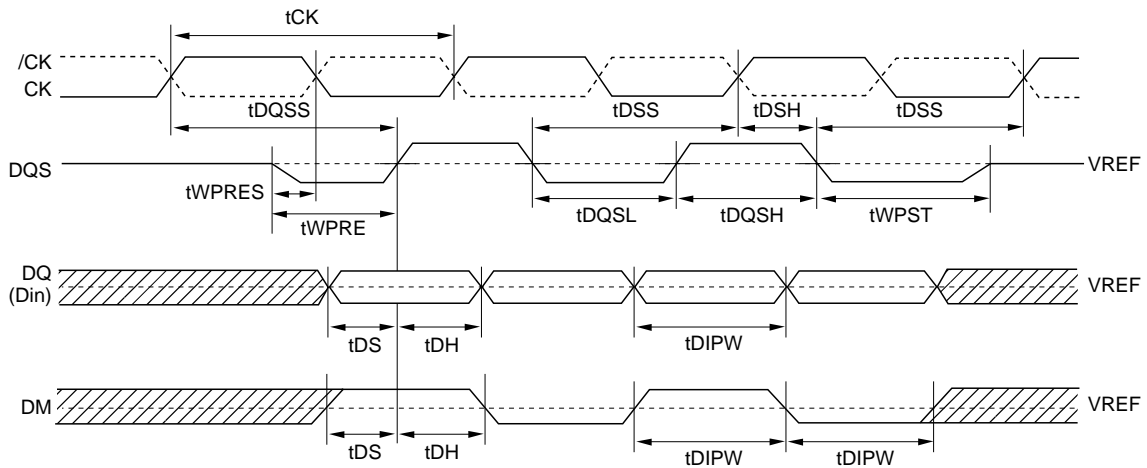 tCK
/CK
CK
tDQSS tDSS tDSH tDSS
DQS VREF
tWPRES
tWPRE tDQSL tDQSH tWPST
DQ
(Din) VREF
tDS tDH tDIPW
DM VREF
tDS tDH tDIPW tDIPW